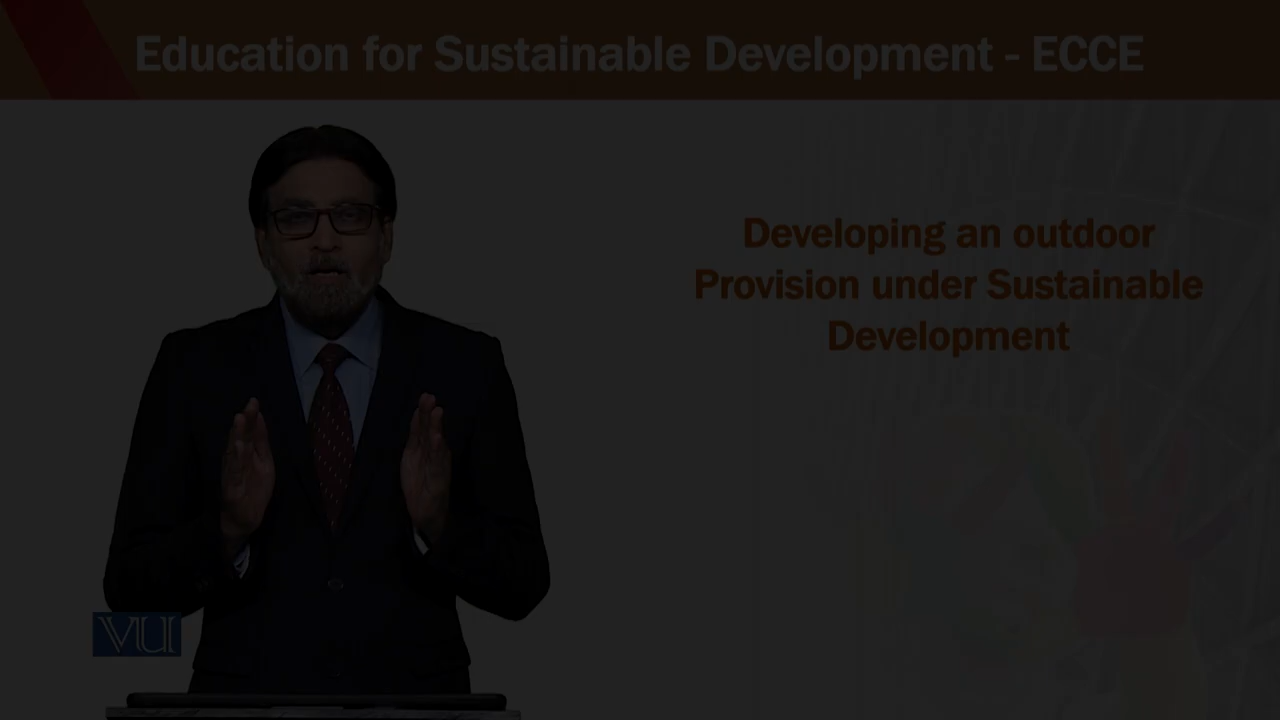 Education for Sustainable Development - ECCE
Developing an outdoor
Provision under Sustainable
Development
VU